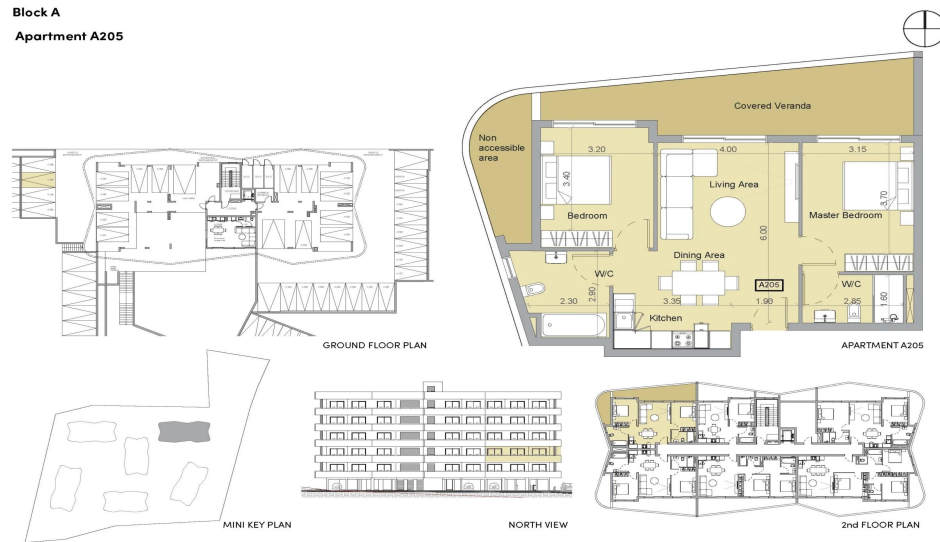 Block A
Apartment A205
Covered Veranda
Non
accessible
area
3.20
4.00
3.15
3.40
Living Area
3.70
Bedroom
Master Bedroom
6.00
Dining Area
W/C
A205
W/C
2.30
2.90
3.35
1.90
2.85
1.60
Kitchen
GROUND FLOOR PLAN
APARTMENT A205
MINI KEY PLAN
NORTH VIEW
2nd FLOOR PLAN